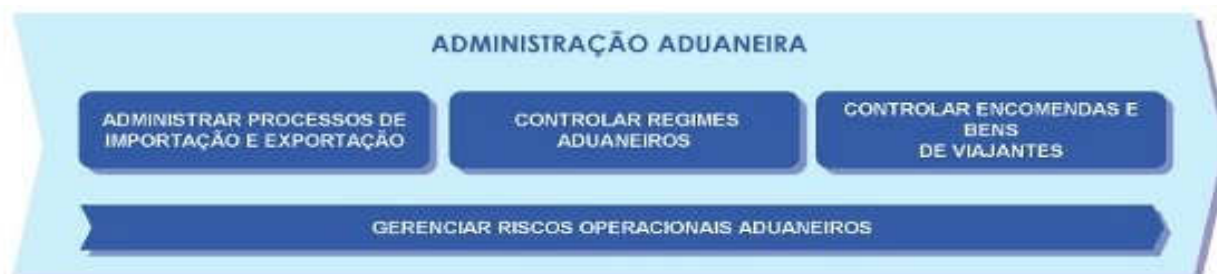 ADMINISTRAÇÃO ADUANEIRA
ADMINISTRAR PROCESSOS DE
IMPORTAÇÃO E EXPORTAÇÃO
CONTROLAR REGIMES
ADUANEIROS
CONTROLAR ENCOMENDAS E
BENS
DE VIAJANTES
GERENCIAR RISCOS OPERACIONAIS ADUANEIROS